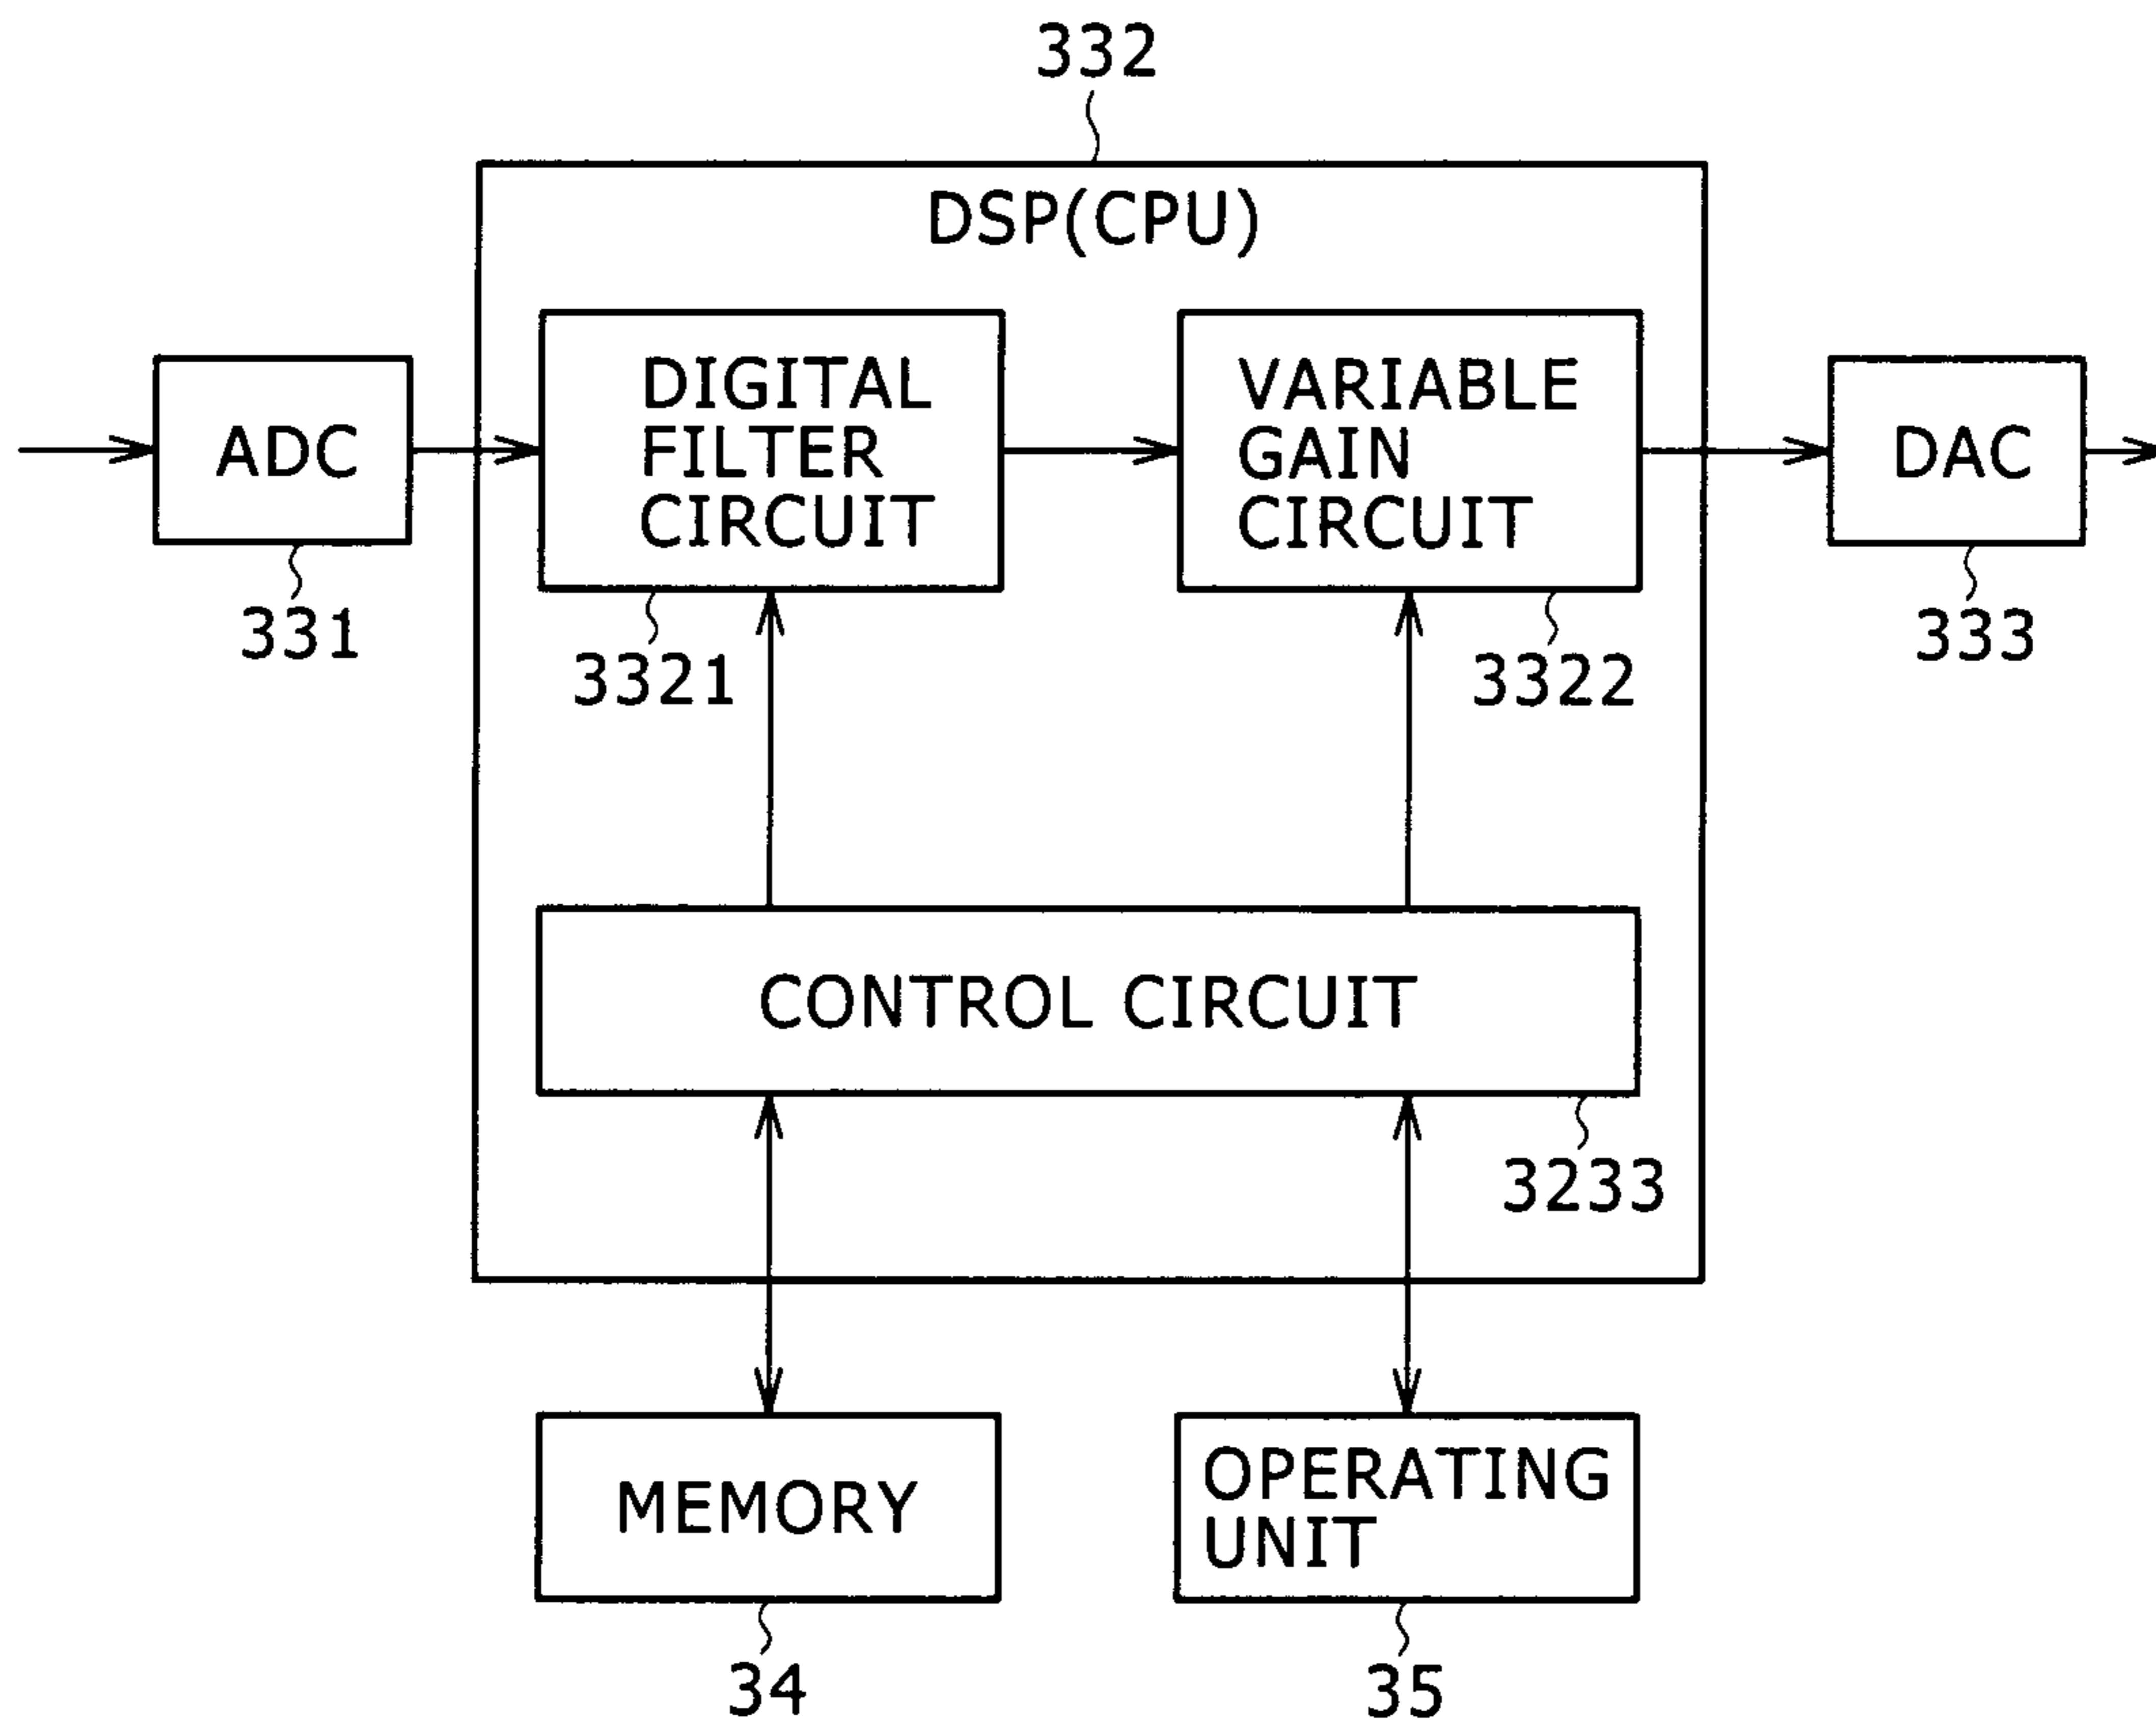 332
DSP(CPU)
ADC
331
DIGITAL
FILTER
CIRCUIT
3321
VARIABLE
GAIN
CIRCUIT
3322
DAC
333
CONTROL CIRCUIT
3233
MEMORY
34
OPERATING
UNIT
35